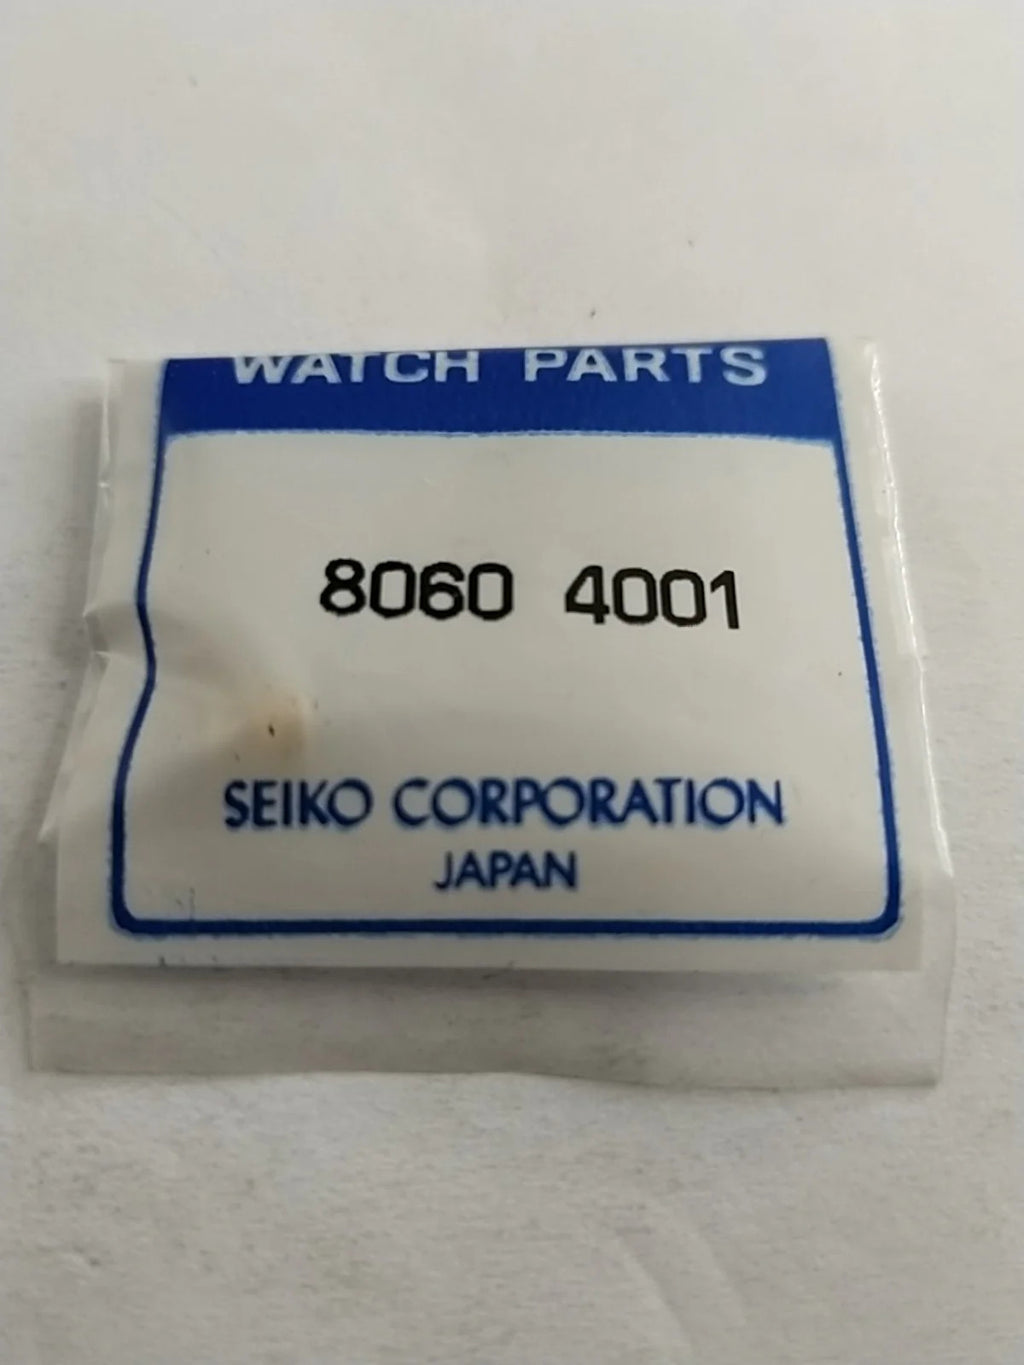 WATCH PARTS
8060 4001
SEIKO CORPORATION
JAPAN